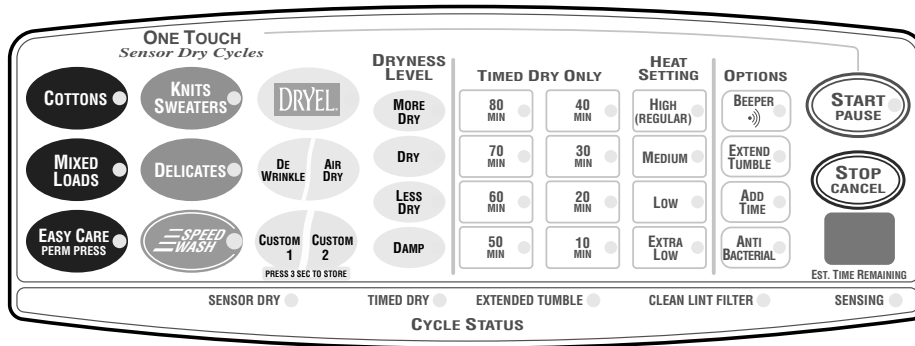 ONE TOUCH
Sensor Dry Cycles
COTTONS
KNITS
SWEATERS
DRYEL
MIXED
LOADS
DELICATES
DE
WRINKLE
AIR
DRY
EASY CARE
PERM PRESS
SPEED
WASH
CUSTOM
1
CUSTOM
2
PRESS 3 SEC TO STORE
DRYNESS
LEVEL
MORE
DRY
DRY
LESS
DRY
DAMP
TIMED DRY ONLY
80
MIN
40
MIN
70
MIN
30
MIN
60
MIN
20
MIN
50
MIN
10
MIN
HEAT
SETTING
HIGH
(REGULAR)
MEDIUM
LOW
EXTRA
LOW
OPTIONS
BEEPER
EXTEND
TUMBLE
ADD
TIME
ANTI
BACTERIAL
START
PAUSE
STOP
CANCEL
EST. TIME REMAINING
SENSOR DRY
TIMED DRY
EXTENDED TUMBLE
CLEAN LINT FILTER
SENSING
CYCLE STATUS